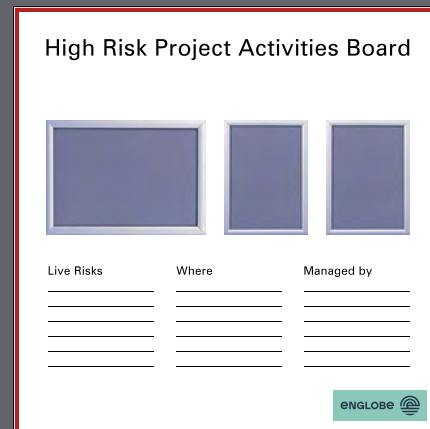 High Risk Project Activities Board
Live Risks
Where
Managed by
ENGLOBE